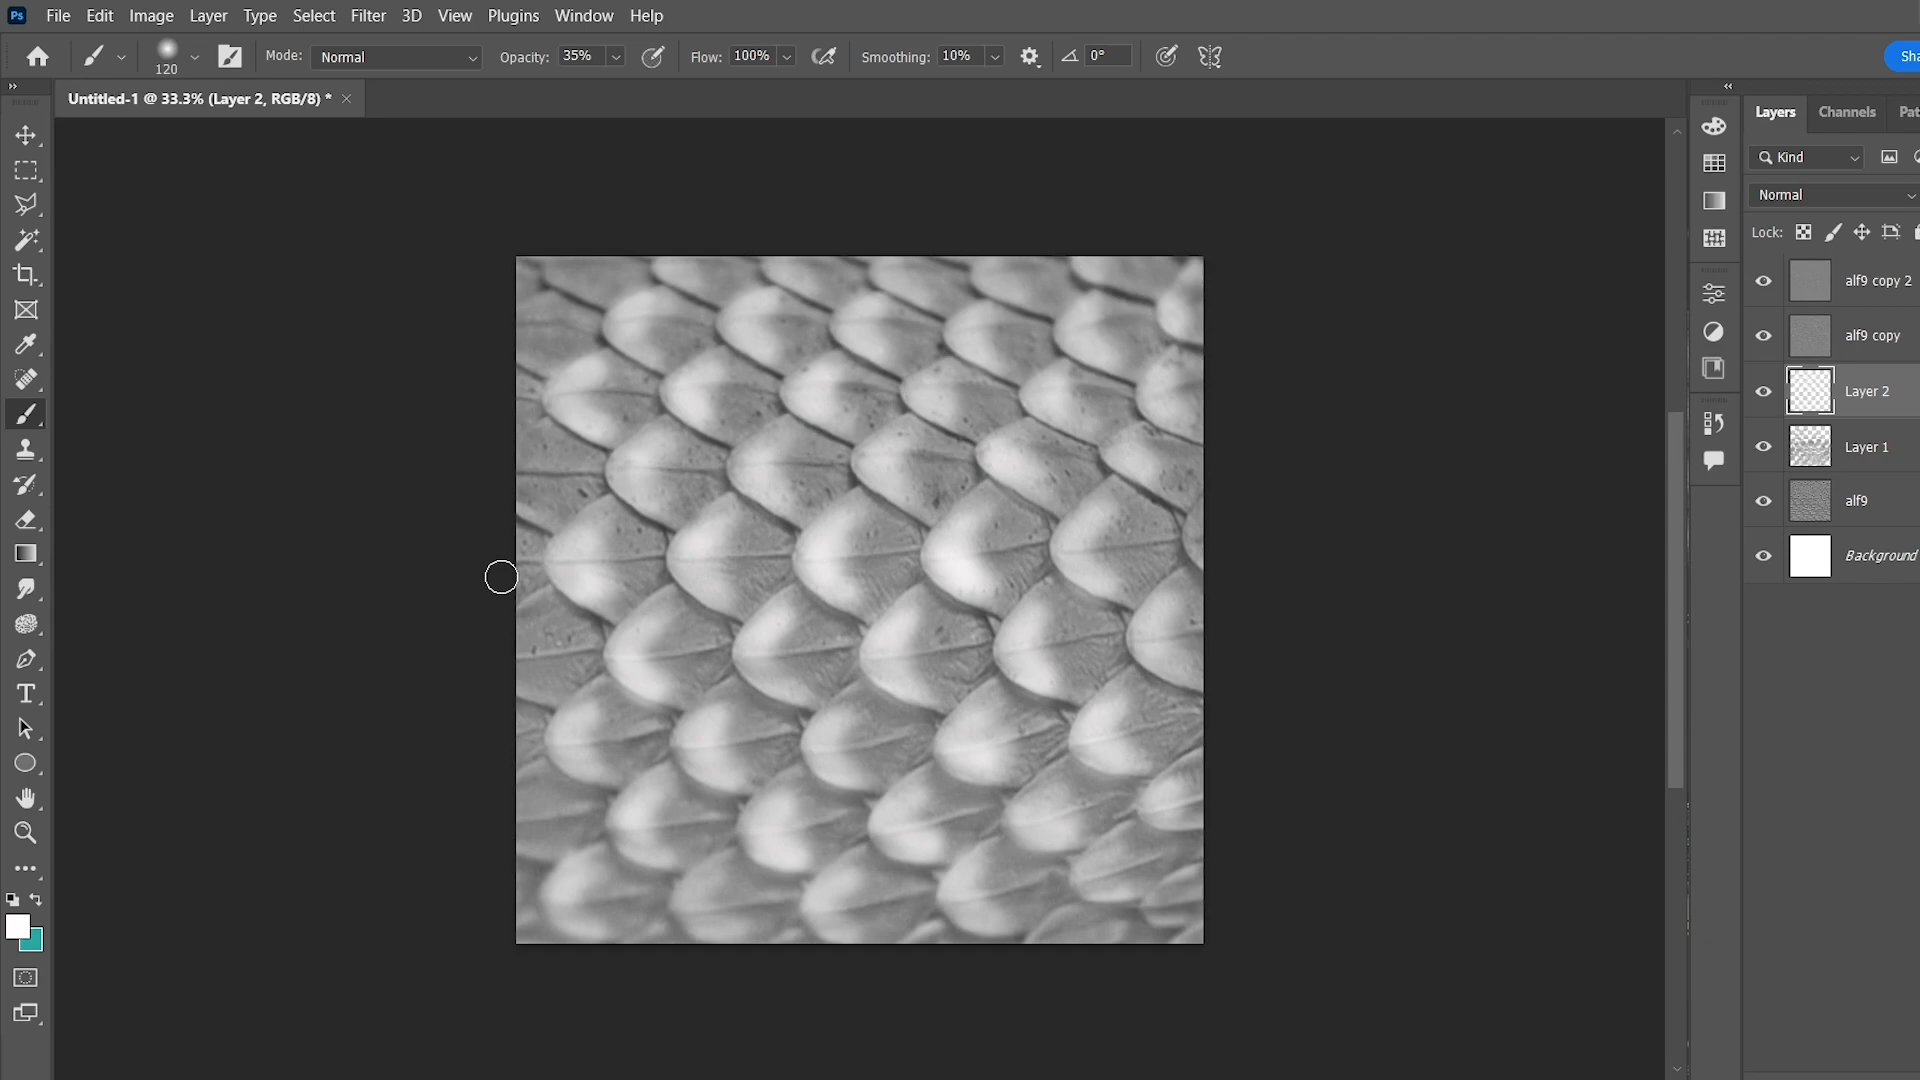 Ps File Edit Image Layer Select Filter 3D View Plugins Window Help
120 Mode: Normal Opacity: 35% Flow: 100% Smoothing: 10% 0° Sha
Untitled-1 @ 33.3% (Layer 2, RGB/8) * ×
Layers Channels Pat
Kind
Normal
Lock:
alf9 copy 2
alf9 copy
Layer 2
Layer 1
alf9
Background